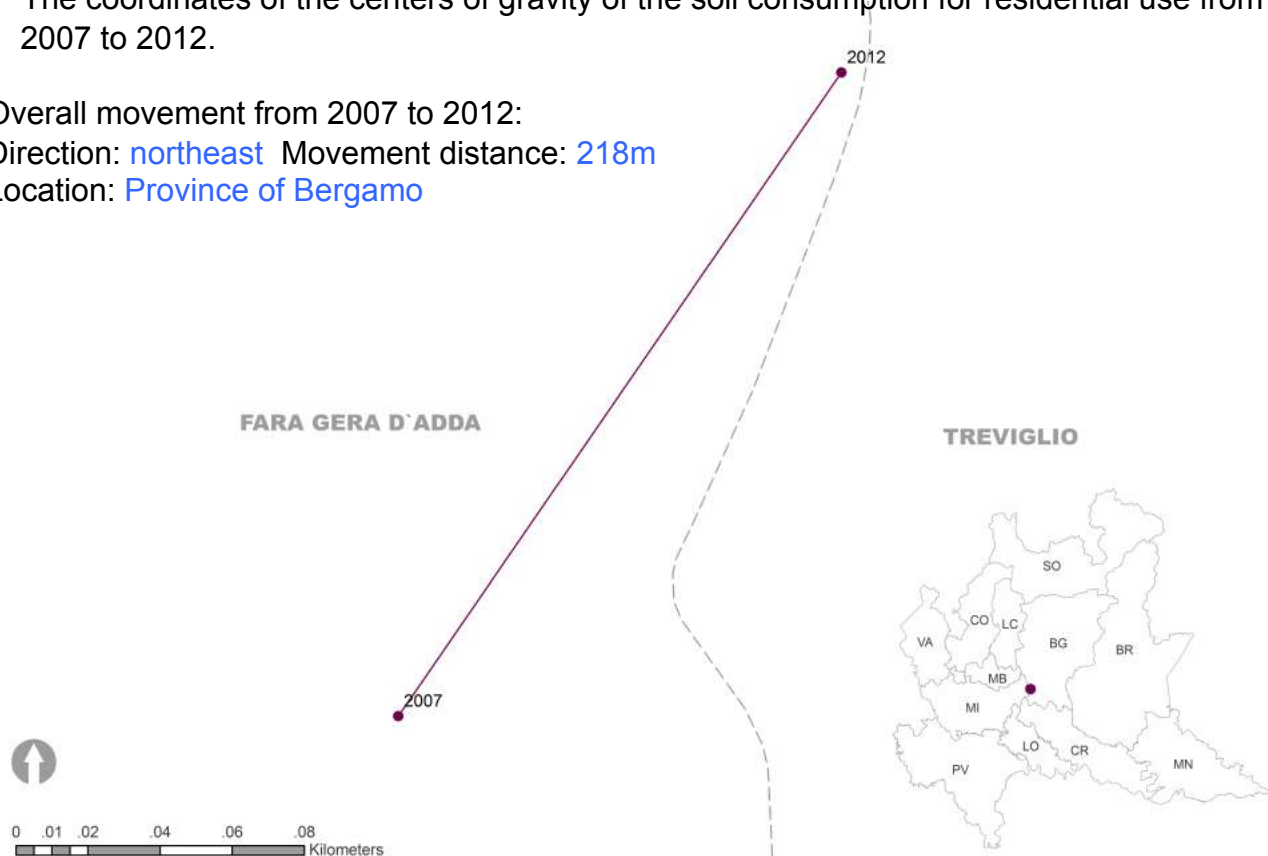 The coordinates of the centers of gravity of the soil consumption for residential use from
2007 to 2012.
2012
Overall movement from 2007 to 2012:
Direction: northeast Movement distance: 218m
Location: Province of Bergamo
FARA GERA D`ADDA
TREVIGLIO
SO
CO
LC
VA
BG
BR
MB
MI
LO
CR
PV
MN
2007
0 .01 .02 .04 .06 .08
Kilometers